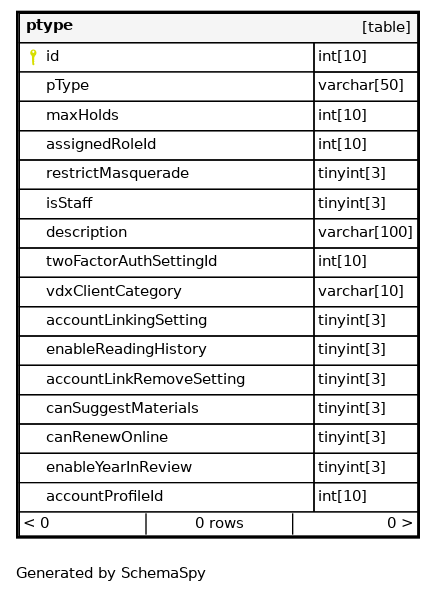 ptype [table]
id int[10]
pType varchar[50]
maxHolds int[10]
assignedRoleId int[10]
restrictMasquerade tinyint[3]
isStaff tinyint[3]
description varchar[100]
twoFactorAuthSettingId int[10]
vdxClientCategory varchar[10]
accountLinkingSetting tinyint[3]
enableReadingHistory tinyint[3]
accountLinkRemoveSetting tinyint[3]
canSuggestMaterials tinyint[3]
canRenewOnline tinyint[3]
enableYearInReview tinyint[3]
accountProfileId int[10]
< 0 0 rows 0 >
Generated by SchemaSpy